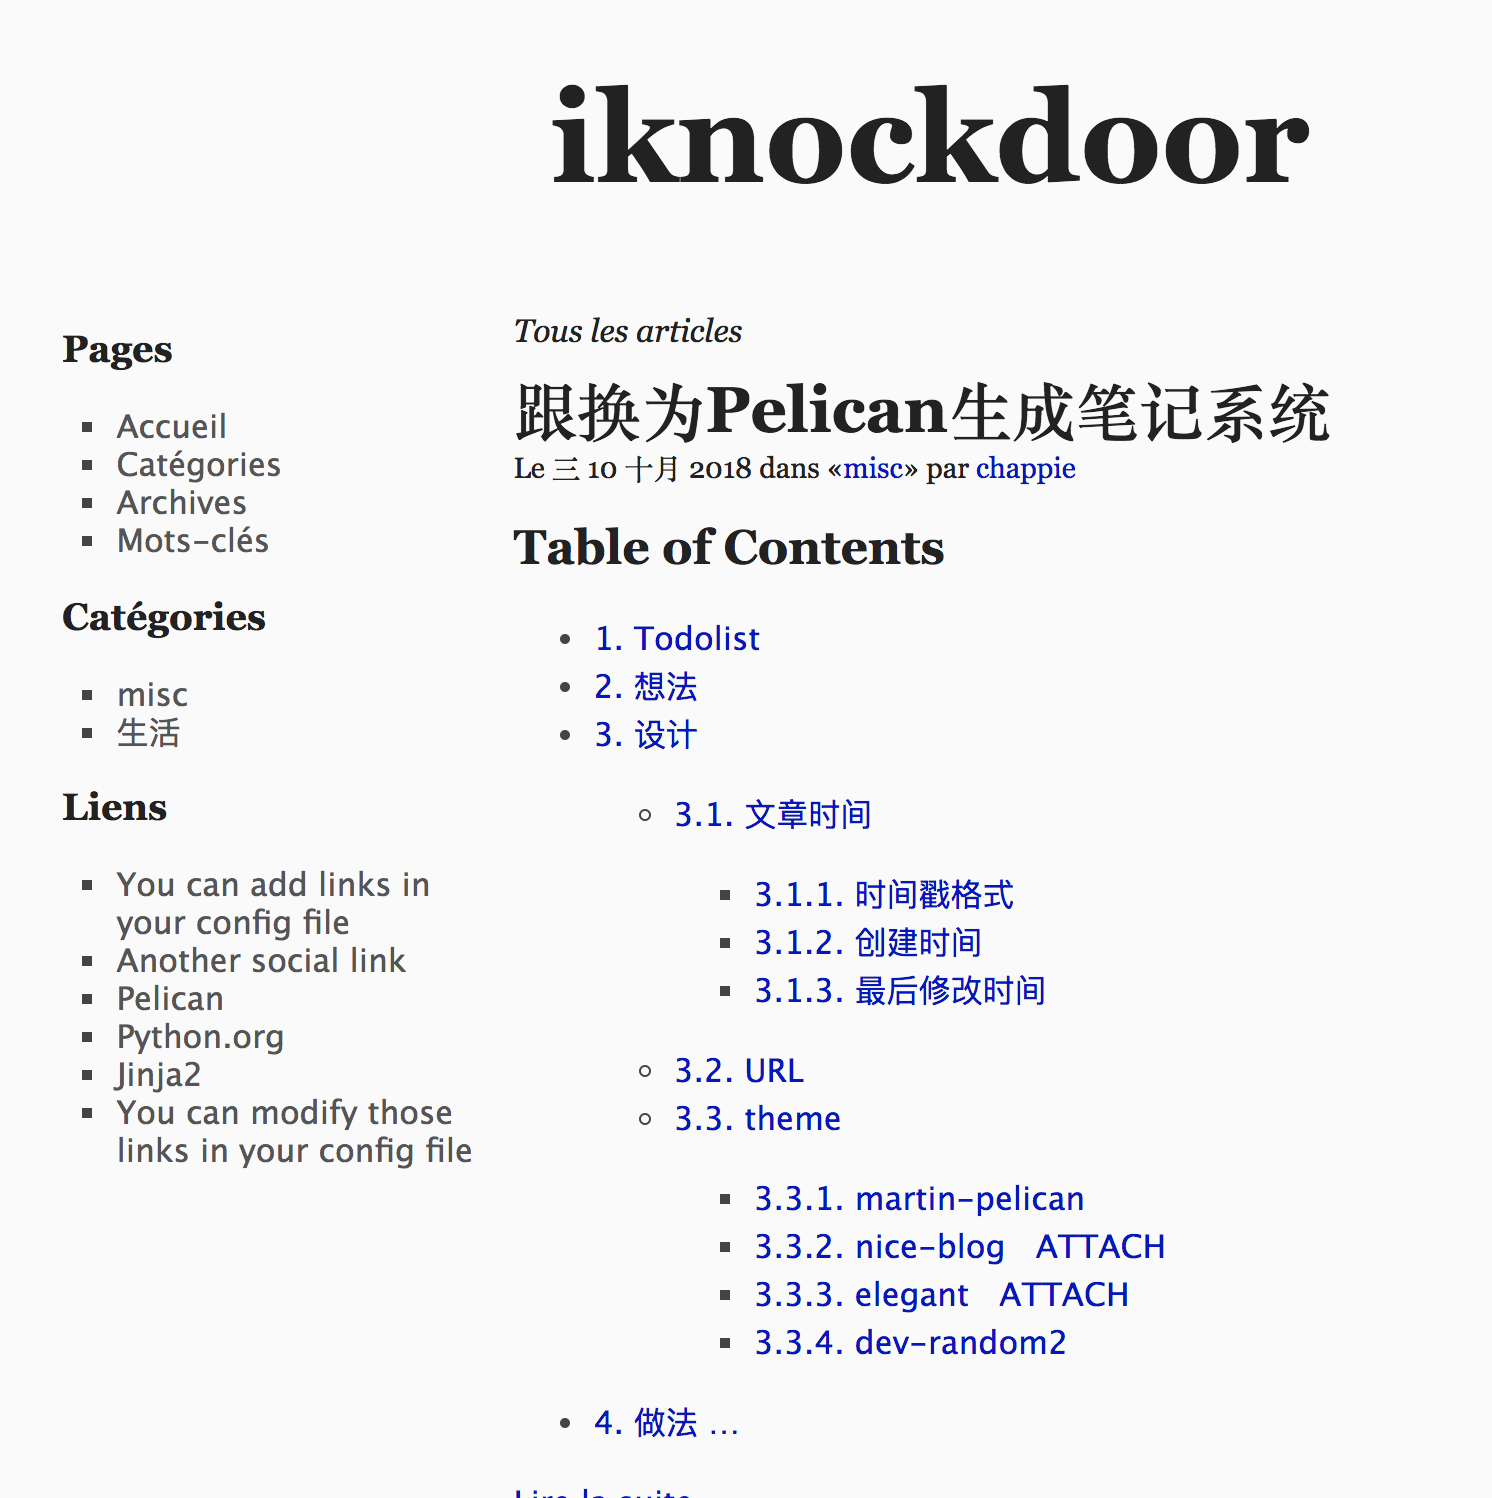 iknockdoor
Pages
Accueil
Catégories
Archives
Mots-clés
Catégories
misc
生活
Liens
You can add links in
your config file
Another social link
Pelican
Python.org
Jinja2
You can modify those
links in your config file
Tous les articles
跟换为Pelican生成笔记系统
Le 三 10 十月 2018 dans «misc» par chappie
Table of Contents
1. Todolist
2. 想法
3. 设计
3.1. 文章时间
3.1.1. 时间戳格式
3.1.2. 创建时间
3.1.3. 最后修改时间
3.2. URL
3.3. theme
3.3.1. martin-pelican
3.3.2. nice-blog ATTACH
3.3.3. elegant ATTACH
3.3.4. dev-random2
4. 做法 ...
Lire la suite